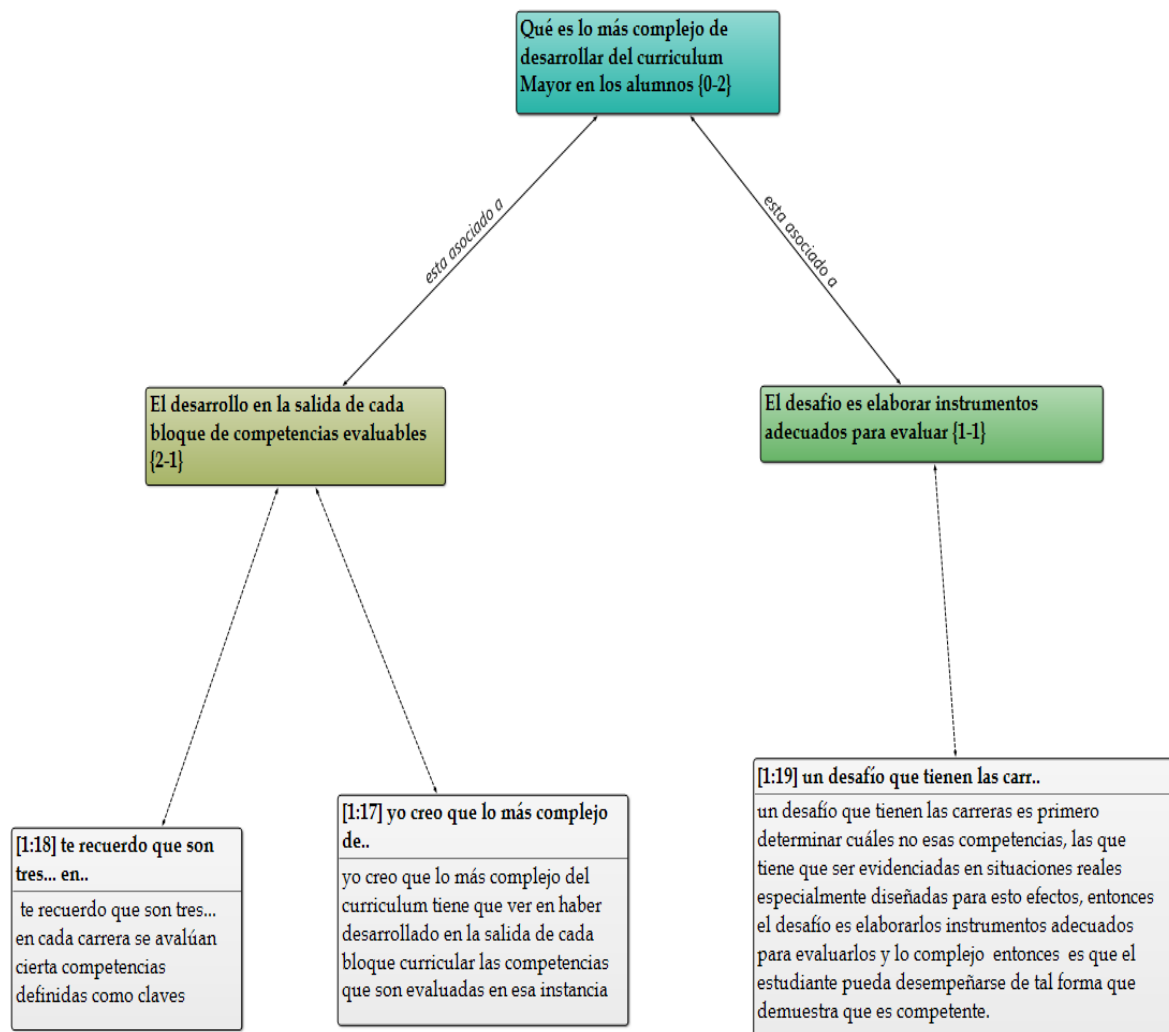 Qué es lo más complejo de
desarrollar del curriculum
Mayor en los alumnos {0-2}
esta asociado a
esta asociado a
El desarrollo en la salida de cada
bloque de competencias evaluables
{2-1}
El desafio es elaborar instrumentos
adecuados para evaluar {1-1}
[1:18] te recuerdo que son
tres... en..
te recuerdo que son tres...
en cada carrera se avalúan
cierta competencias
definidas como claves
[1:17] yo creo que lo más complejo
de..
yo creo que lo más complejo del
curriculum tiene que ver en haber
desarrollado en la salida de cada
bloque curricular las competencias
que son evaluadas en esa instancia
[1:19] un desafío que tienen las carr..
un desafío que tienen las carreras es primero
determinar cuáles no esas competencias, las que
tiene que ser evidenciadas en situaciones reales
especialmente diseñadas para esto efectos, entonces
el desafío es elaborarlos instrumentos adecuados
para evaluarlos y lo complejo entonces es que el
estudiante pueda desempeñarse de tal forma que
demuestra que es competente.